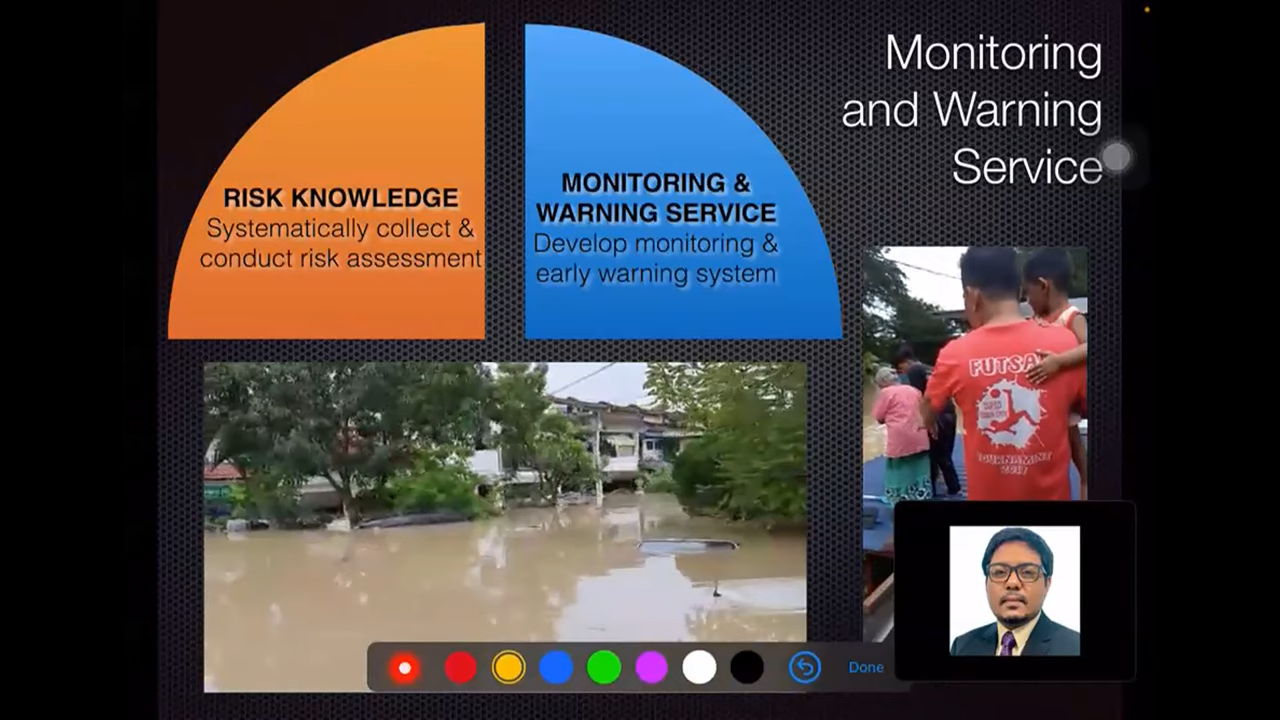 Monitoring
and Warning
Service
RISK KNOWLEDGE
Systematically collect &
conduct risk assessment
MONITORING &
WARNING SERVICE
Develop monitoring &
early warning system
FUTSA
TOURNAMENT
2017
Done